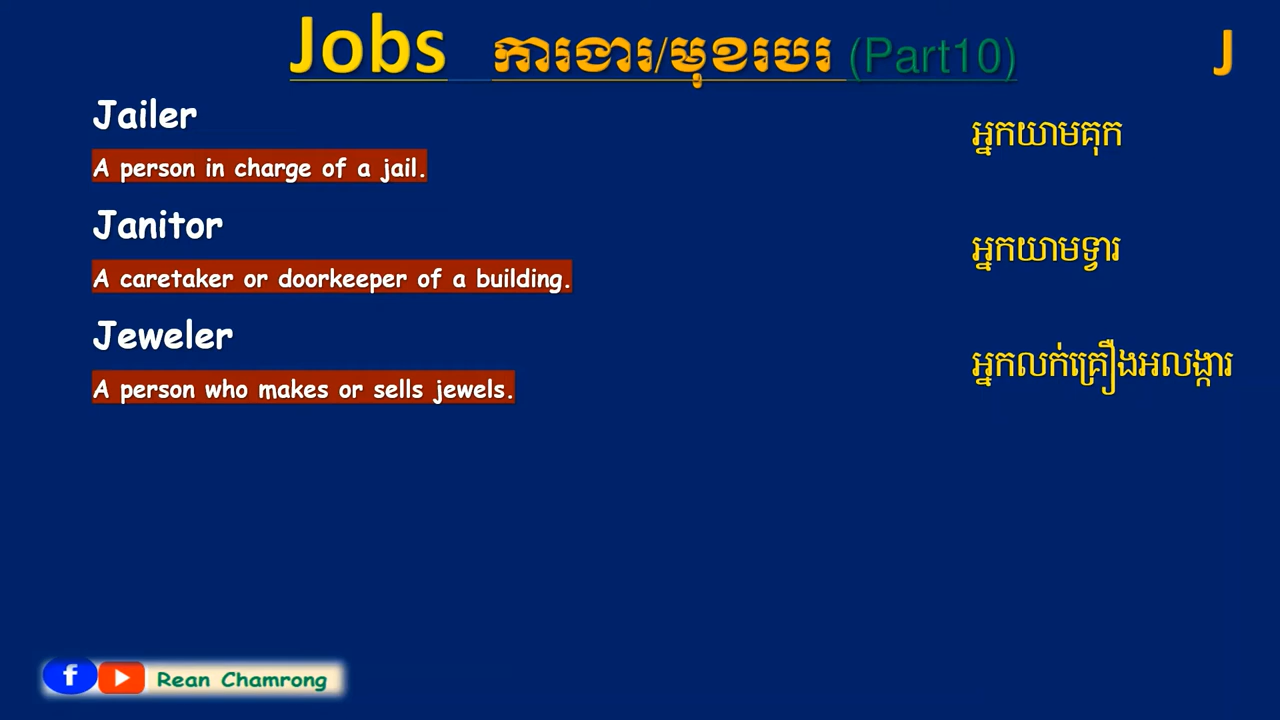 Jobs ការងារ/មុខរបរ (Part10) J
Jailer
អ្នកយាមគុក
A person in charge of a jail.
Janitor
អ្នកយាមទ្វារ
A caretaker or doorkeeper of a building.
Jeweler
អ្នកលក់គ្រឿងអលង្ការ
A person who makes or sells jewels.
f Rean Chamrong